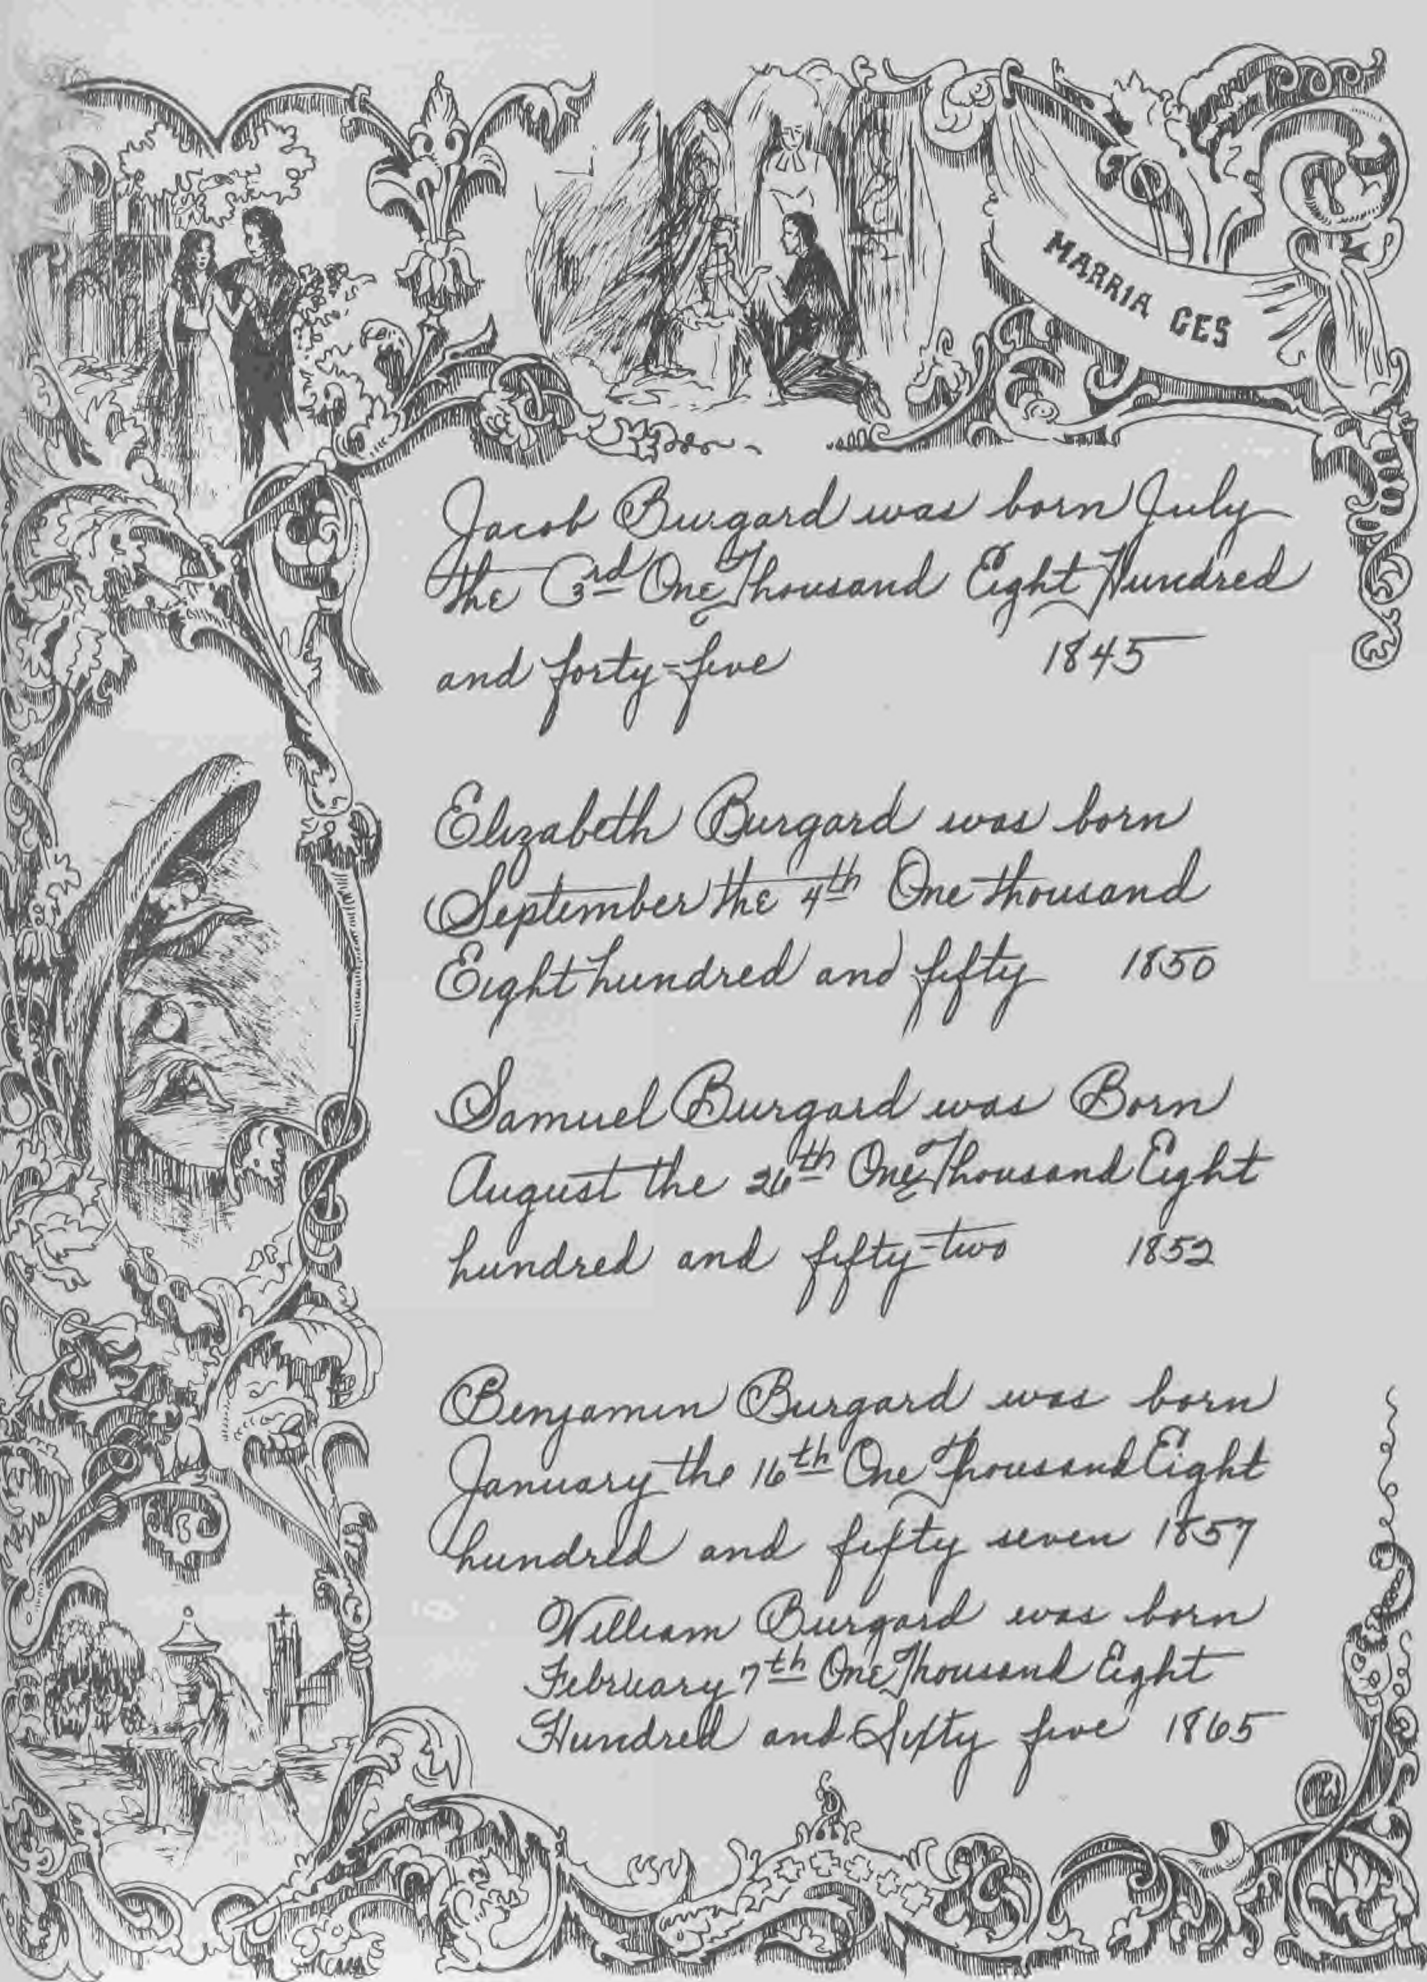 MARRIA GES
Jacob Burgard was born July
the 3rd One Thousand Eight Hundred
and forty-five 1845
Elizabeth Burgard was born
September the 4th One thousand
Eight hundred and fifty 1850
Samuel Burgard was Born
August the 26th One Thousand Eight
hundred and fifty-two 1852
Benjamin Burgard was born
January the 16th One Thousand Eight
hundred and fifty seven 1857
William Burgard was born
February 7th One Thousand Eight
Hundred and Sixty five 1865